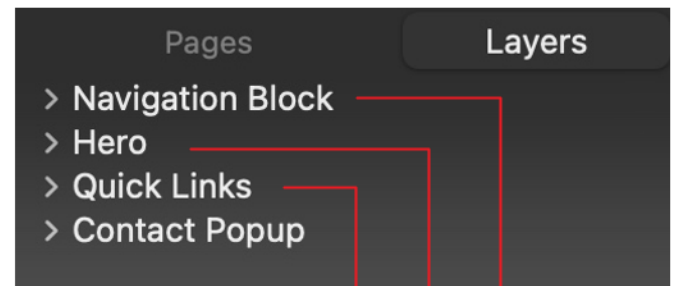 Pages Layers
Navigation Block
Hero
Quick Links
Contact Popup